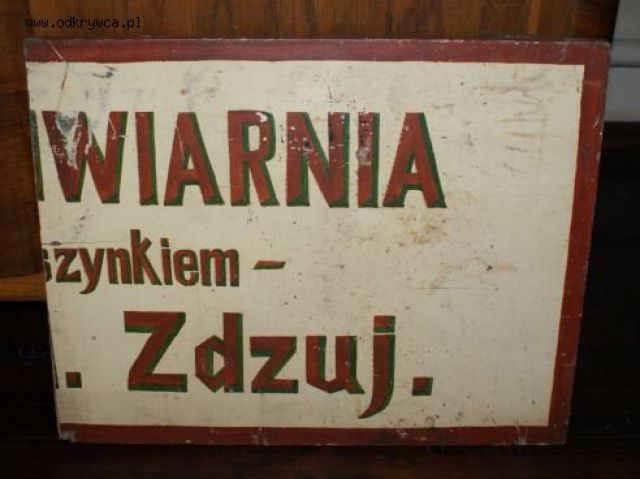 www.odkrywca.pl
WIARNIA
szynkiem –
. Zdzuj.